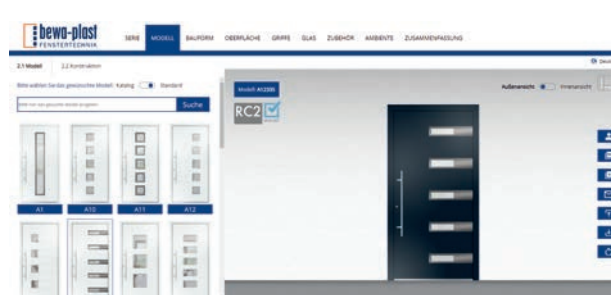 bewa-plast
FENSTERTECHNIK
SERIE MODELL BAUFORM OBERFLÄCHE GRIFFE GLAS ZUBEHÖR AMBIENTE ZUSAMMENFASSUNG
2.1 Modell 2.2 Konstruktion
Bitte wählen Sie das gewünschte Modell: Katalog Standard
Suche
Modell: A12305
Außenansicht Innenansicht
RC2
A1 A10 A11 A12